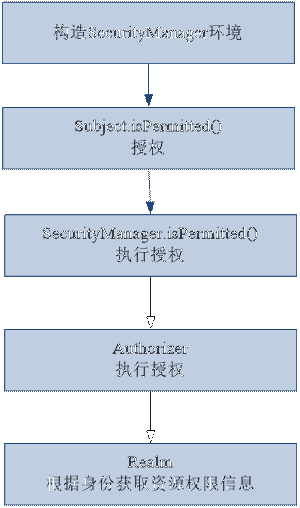 构造SecurityManager环境
Subject.isPermitted()
授权
SecurityManager.isPermitted()
执行授权
Authorizer
执行授权
Realm
根据身份获取资源权限信息